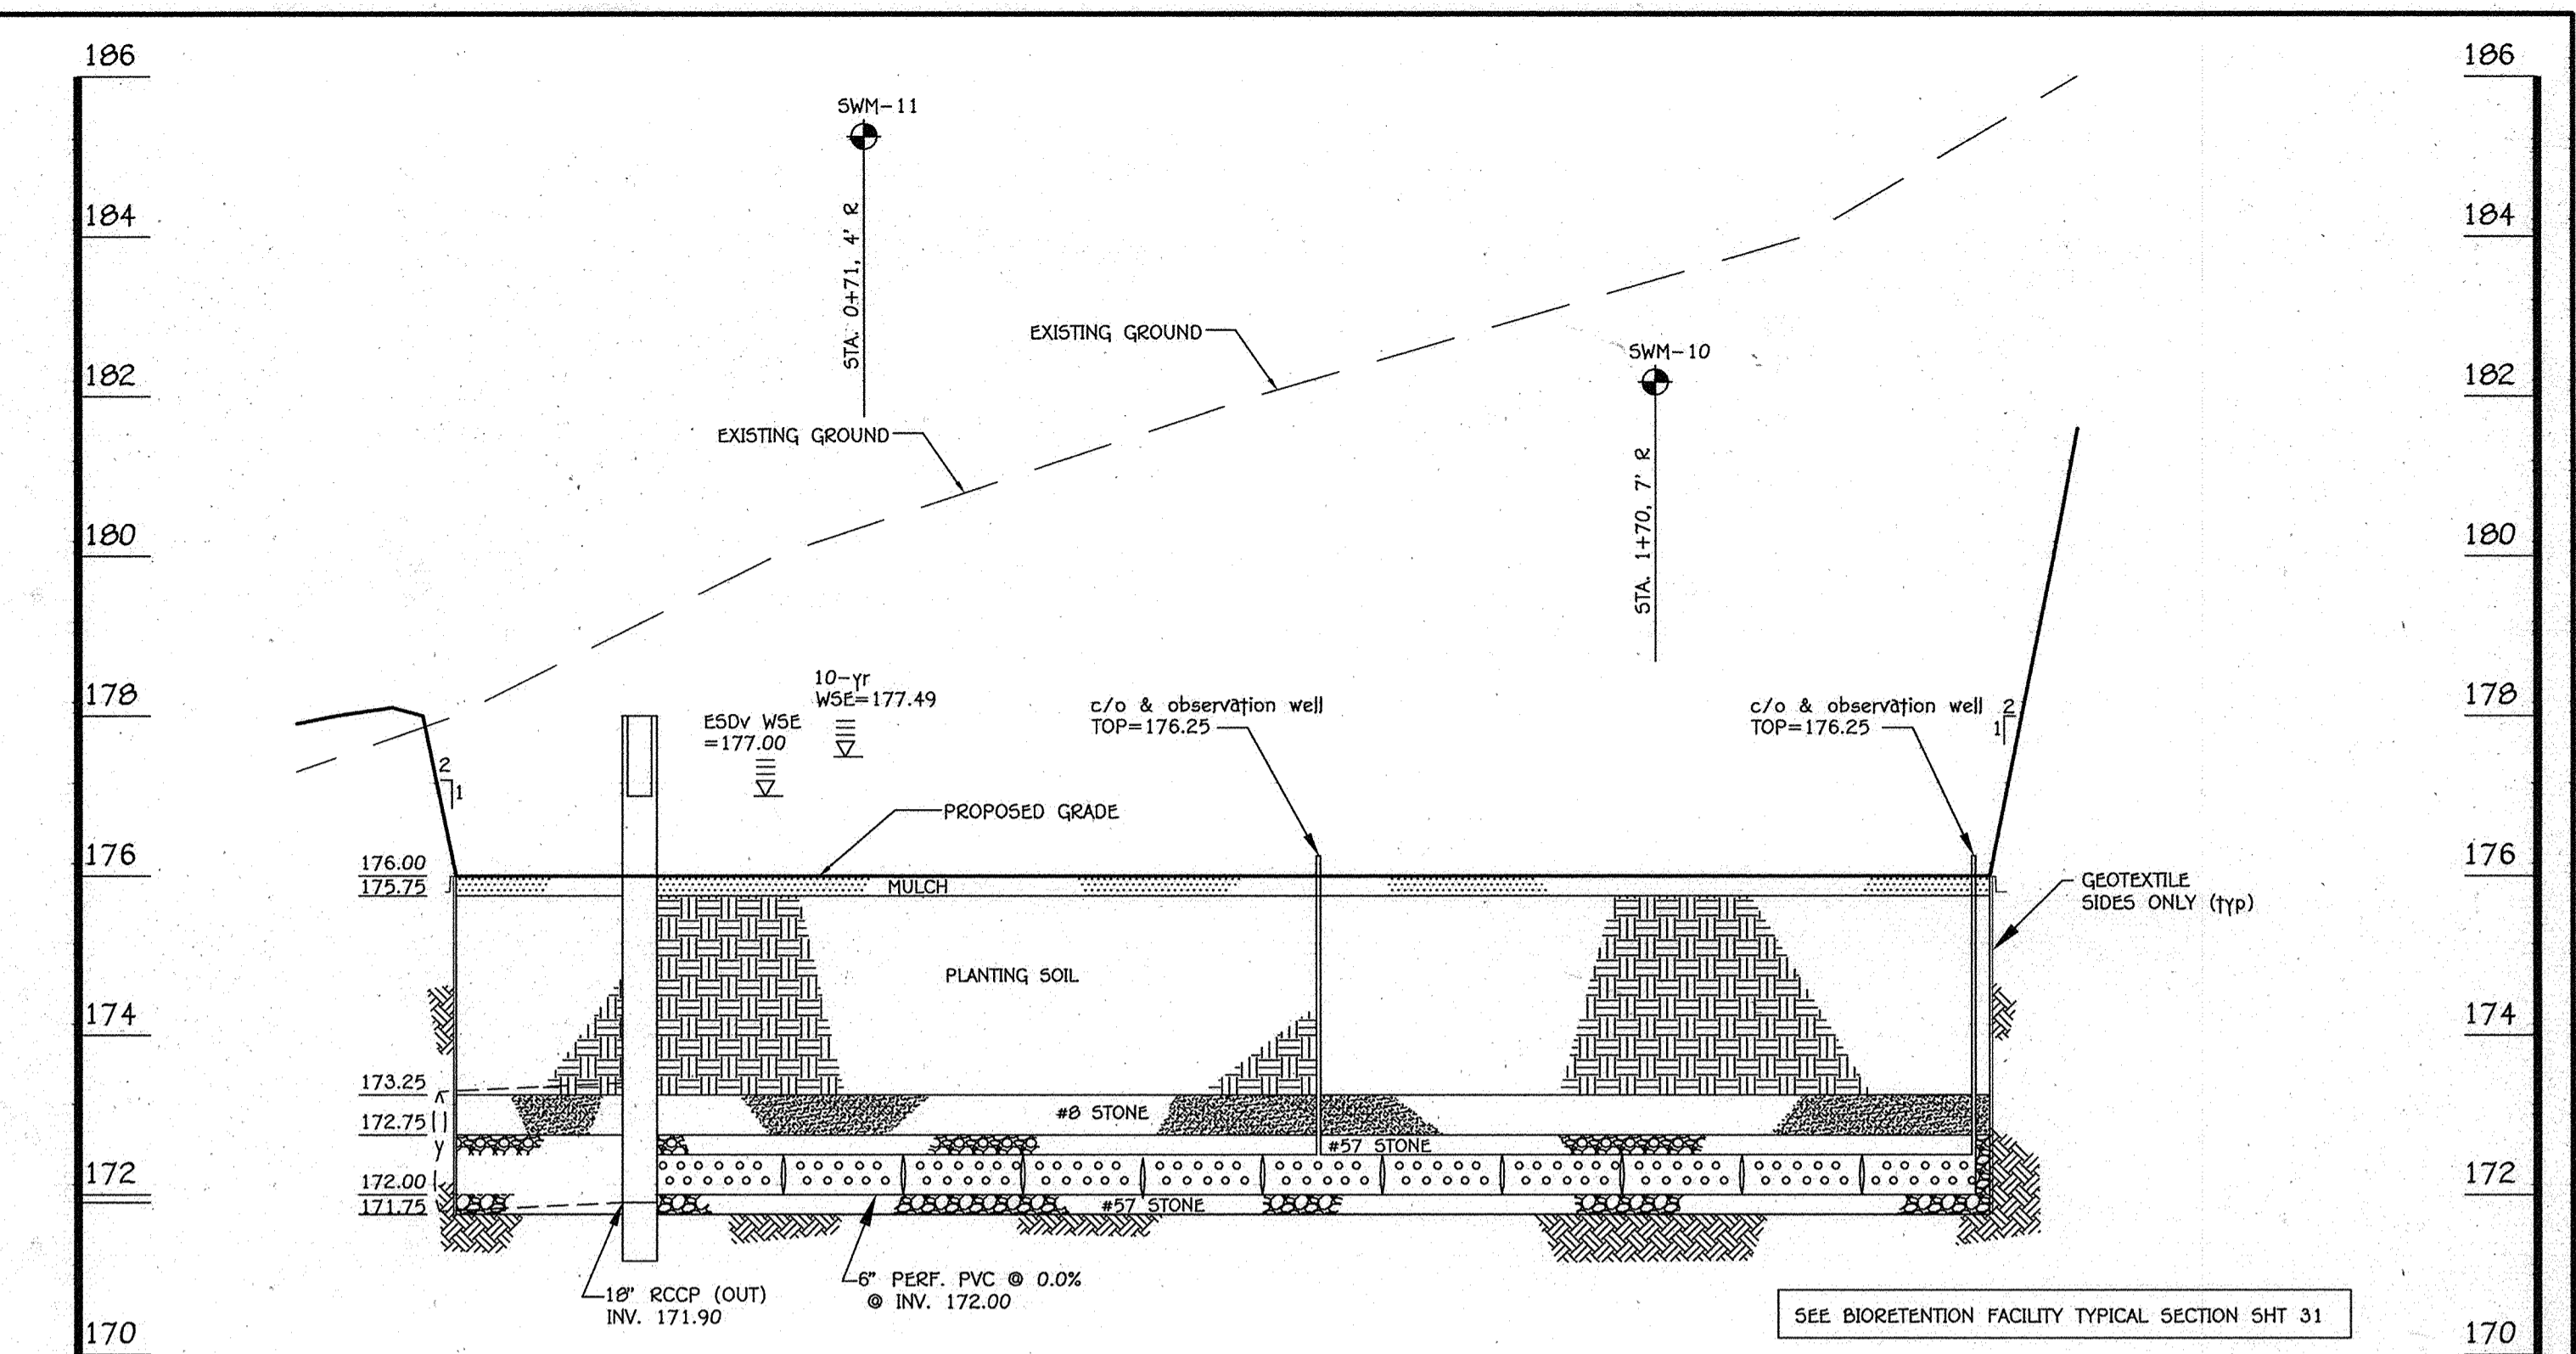 186
186
SWM-11
184
184
STA. 0+71, 4' R
EXISTING GROUND
SWM-10
182
182
EXISTING GROUND
STA. 1+70, 7' R
180
180
10-yr
WSE=177.49
ESDv WSE
=177.00
c/o & observation well
TOP=176.25
c/o & observation well
TOP=176.25
178
178
2
1
2
1
PROPOSED GRADE
176
176
176.00
175.75
MULCH
GEOTEXTILE
SIDES ONLY (typ)
PLANTING SOIL
174
174
173.25
#8 STONE
172.75
#57 STONE
172
172
172.00
171.75
#57 STONE
18" RCCP (OUT)
INV. 171.90
6" PERF. PVC @ 0.0%
@ INV. 172.00
SEE BIORETENTION FACILITY TYPICAL SECTION SHT 31
170
170